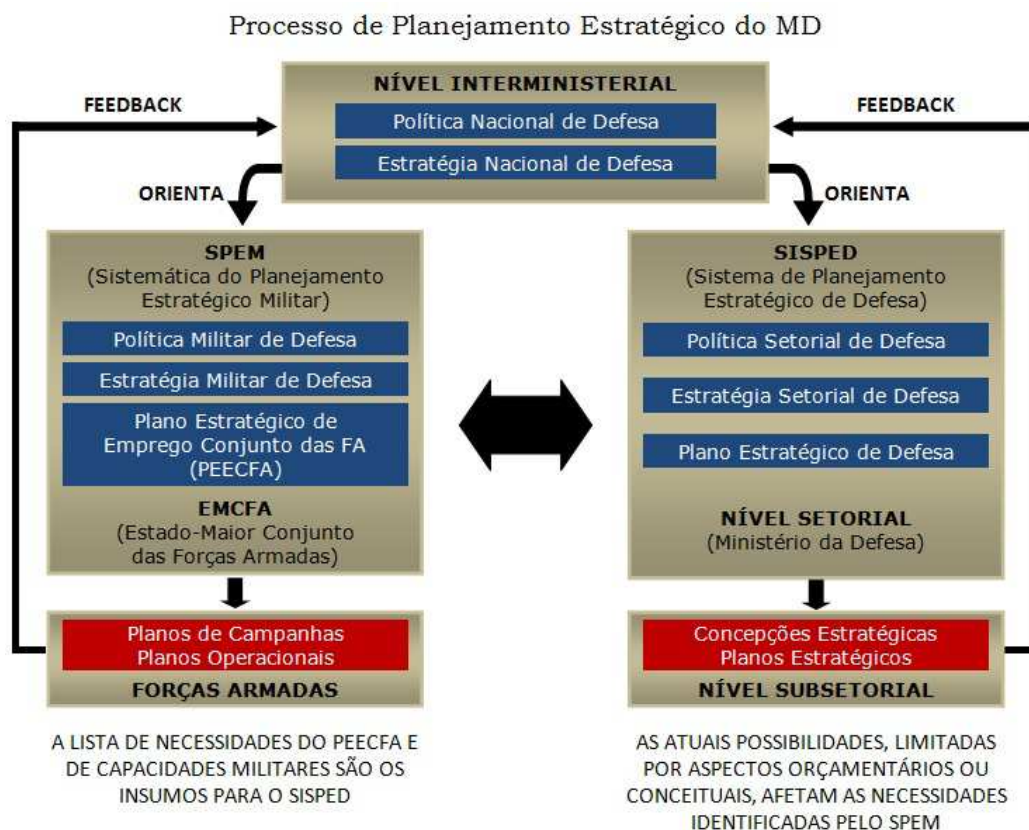 Processo de Planejamento Estratégico do MD
NÍVEL INTERMINISTERIAL
Política Nacional de Defesa
Estratégia Nacional de Defesa
FEEDBACK
FEEDBACK
ORIENTA
ORIENTA
SPEM
(Sistemática do Planejamento
Estratégico Militar)
Política Militar de Defesa
Estratégia Militar de Defesa
Plano Estratégico de
Emprego Conjunto das FA
(PEECFA)
EMCFA
(Estado-Maior Conjunto
das Forças Armadas)
Planos de Campanhas
Planos Operacionais
FORÇAS ARMADAS
A LISTA DE NECESSIDADES DO PEECFA E
DE CAPACIDADES MILITARES SÃO OS
INSUMOS PARA O SISPED
SISPED
(Sistema de Planejamento
Estratégico de Defesa)
Política Setorial de Defesa
Estratégia Setorial de Defesa
Plano Estratégico de Defesa
NÍVEL SETORIAL
(Ministério da Defesa)
Concepções Estratégicas
Planos Estratégicos
NÍVEL SUBSETORIAL
AS ATUAIS POSSIBILIDADES, LIMITADAS
POR ASPECTOS ORÇAMENTÁRIOS OU
CONCEITUAIS, AFETAM AS NECESSIDADES
IDENTIFICADAS PELO SPEM